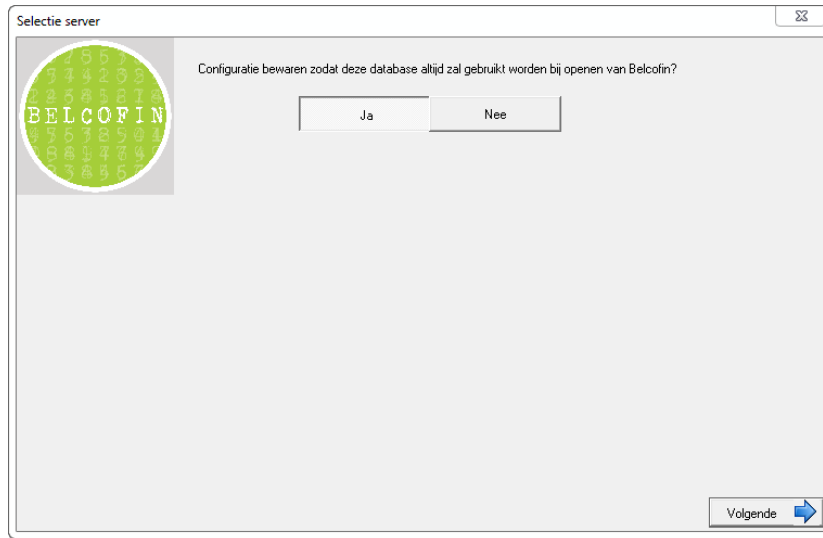 Selectie server
BELCOFIN
Configuratie bewaren zodat deze database altijd zal gebruikt worden bij openen van Belcofin?
Ja
Nee
Volgende